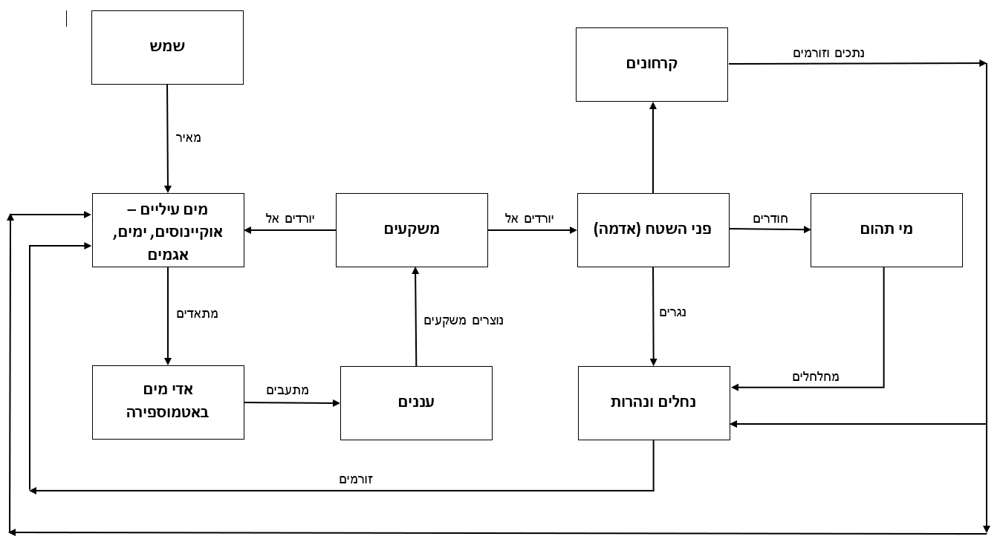 שמש
קרחונים
נתכים וזורמים
מאיר
מים עיליים –
אוקיינוסים, ימים,
אגמים
יורדים אל
משקעים
יורדים אל
פני השטח (אדמה)
חודרים
מי תהום
מתאדים
נוצרים משקעים
נגרים
אדי מים
באטמוספירה
מתעבים
עננים
נחלים ונהרות
מחלחלים
זורמים